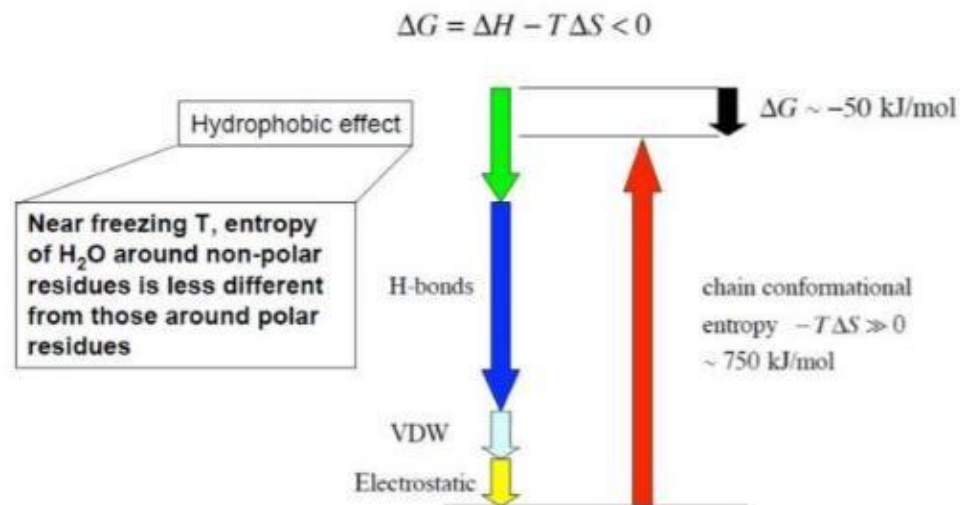 ΔG = ΔH − TΔS < 0
ΔG ~ −50 kJ/mol
Hydrophobic effect
Near freezing T, entropy
of H₂O around non-polar
residues is less different
from those around polar
residues
H-bonds
chain conformational
entropy −TΔS ≫ 0
~ 750 kJ/mol
VDW
Electrostatic